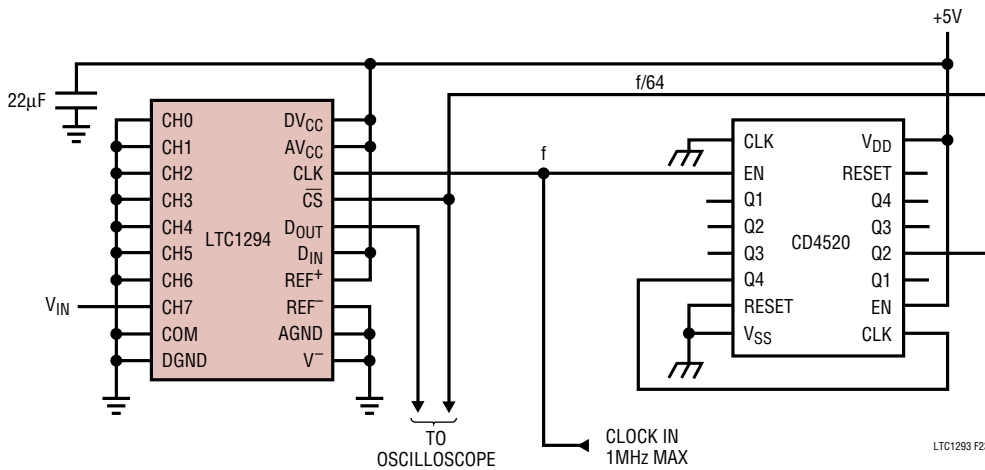 +5V
f/64
22µF
CH0
CH1
CH2
CH3
CH4
CH5
CH6
CH7
COM
DGND
LTC1294
DVCC
AVCC
CLK
C̅S̅
DOUT
DIN
REF+
REF–
AGND
V–
VIN
f
CLK
EN
Q1
Q2
Q3
Q4
RESET
VSS
CD4520
VDD
RESET
Q4
Q3
Q2
Q1
EN
CLK
TO
OSCILLOSCOPE
CLOCK IN
1MHz MAX